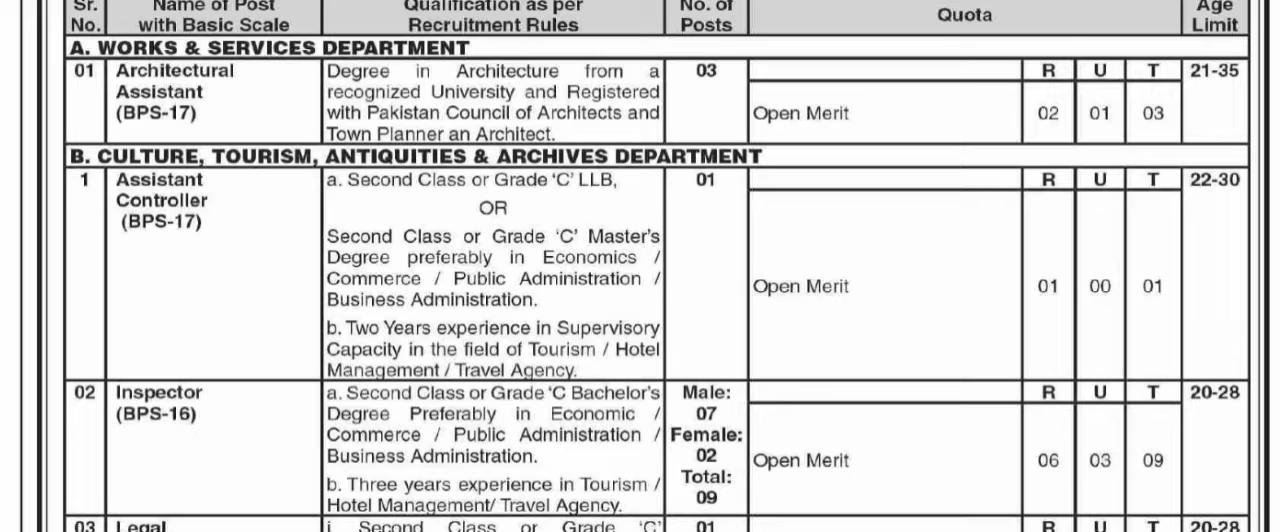 Sr. No.
Name of Post with Basic Scale
Qualification as per Recruitment Rules
No. of Posts
Quota
Age Limit
A. WORKS & SERVICES DEPARTMENT
01
Architectural
Assistant
(BPS-17)
Degree in Architecture from a
recognized University and Registered
with Pakistan Council of Architects and
Town Planner an Architect.
03
R U T
Open Merit 02 01 03
21-35
B. CULTURE, TOURISM, ANTIQUITIES & ARCHIVES DEPARTMENT
1
Assistant
Controller
(BPS-17)
a. Second Class or Grade ‘C’ LLB,
OR
Second Class or Grade ‘C’ Master’s
Degree preferably in Economics /
Commerce / Public Administration /
Business Administration.
b. Two Years experience in Supervisory
Capacity in the field of Tourism / Hotel
Management / Travel Agency.
01
R U T
Open Merit 01 00 01
22-30
02
Inspector
(BPS-16)
a. Second Class or Grade ‘C Bachelor’s
Degree Preferably in Economic /
Commerce / Public Administration /
Business Administration.
b. Three years experience in Tourism /
Hotel Management/ Travel Agency.
Male:
07
Female:
02
Total:
09
R U T
Open Merit 06 03 09
20-28
03
Legal
i. Second Class or Grade ‘C’
01
R U T
20-28